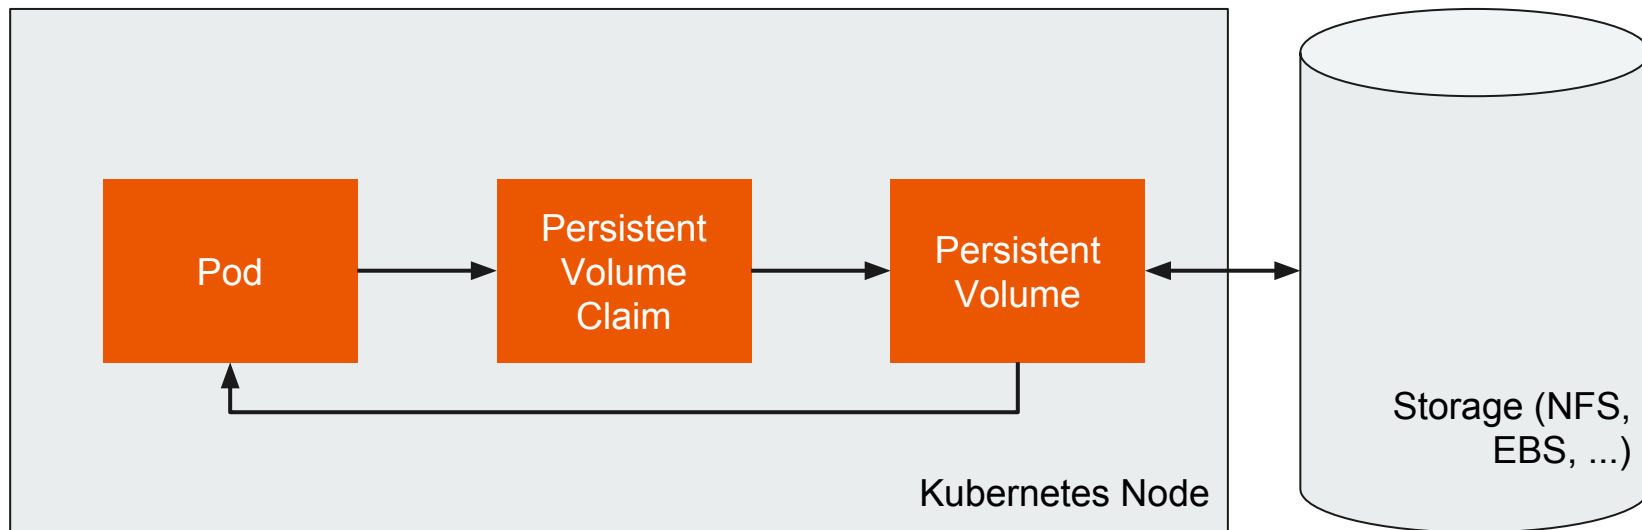 Pod
Persistent
Volume
Claim
Persistent
Volume
Storage (NFS,
EBS, ...)
Kubernetes Node